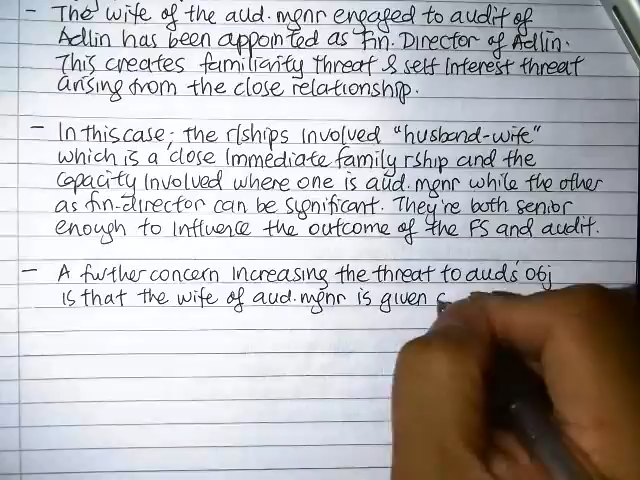 - The wife of the aud. mgnr engaged to audit of
Adlin has been appointed as Fin. Director of Adlin.
This creates familiarity threat & self interest threat
arising from the close relationship.
- In this case, the r/ships involved "husband-wife"
which is a close immediate family rship and the
capacity involved where one is aud. mgnr while the other
as fin. director can be significant. They're both senior
enough to influence the outcome of the FS and audit.
- A further concern increasing the threat to aud's obj
is that the wife of aud. mgnr is given s